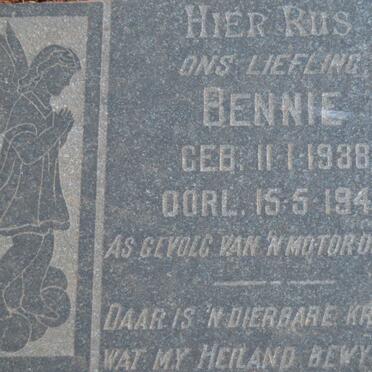 HIER RUS
ONS LIEFLING
BENNIE
GEB. 11-1-1938
OORL. 15-5-194
AS GEVOLG VAN 'N MOTOR
DAAR IS 'N DIERBARE KR
WAT MY HEILAND BEWY